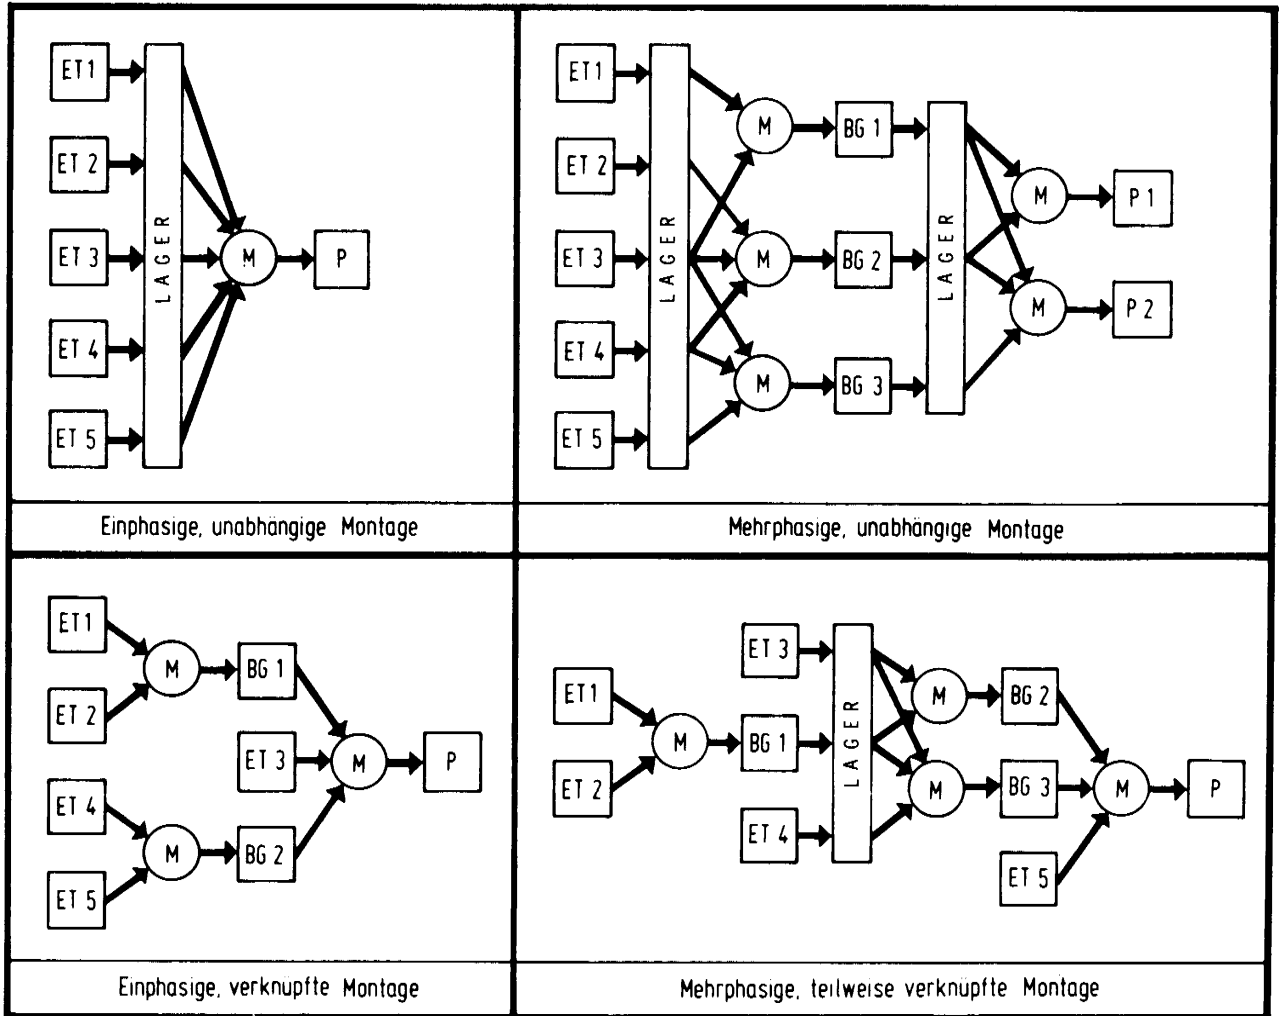 ET1
ET 2
ET 3
ET 4
ET 5
LAGER
M
P
Einphasige, unabhängige Montage
ET1
ET 2
ET 3
ET 4
ET 5
LAGER
M
M
M
BG 1
BG 2
BG 3
LAGER
M
M
P 1
P 2
Mehrphasige, unabhängige Montage
ET1
ET 2
ET 4
ET 5
M
M
BG 1
ET 3
BG 2
M
P
Einphasige, verknüpfte Montage
ET1
ET 2
M
ET 3
BG 1
ET 4
LAGER
M
M
BG 2
BG 3
ET 5
M
P
Mehrphasige, teilweise verknüpfte Montage